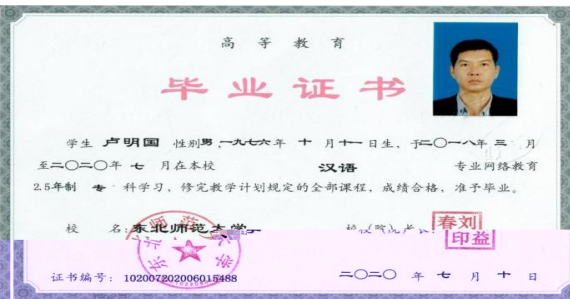 高等教育
毕业证书
学生 卢明国 性别男,一九七六年 十 月十一日生，于二〇一八年 三 月
至二〇二〇年 七 月在本校 汉语 专业网络教育
2.5年制 专 科学习，修完教学计划规定的全部课程，成绩合格，准予毕业。
校 名：东北师范大学
春刘
印益
证书编号：102007202006015488 二〇二〇 年 七 月 十 日